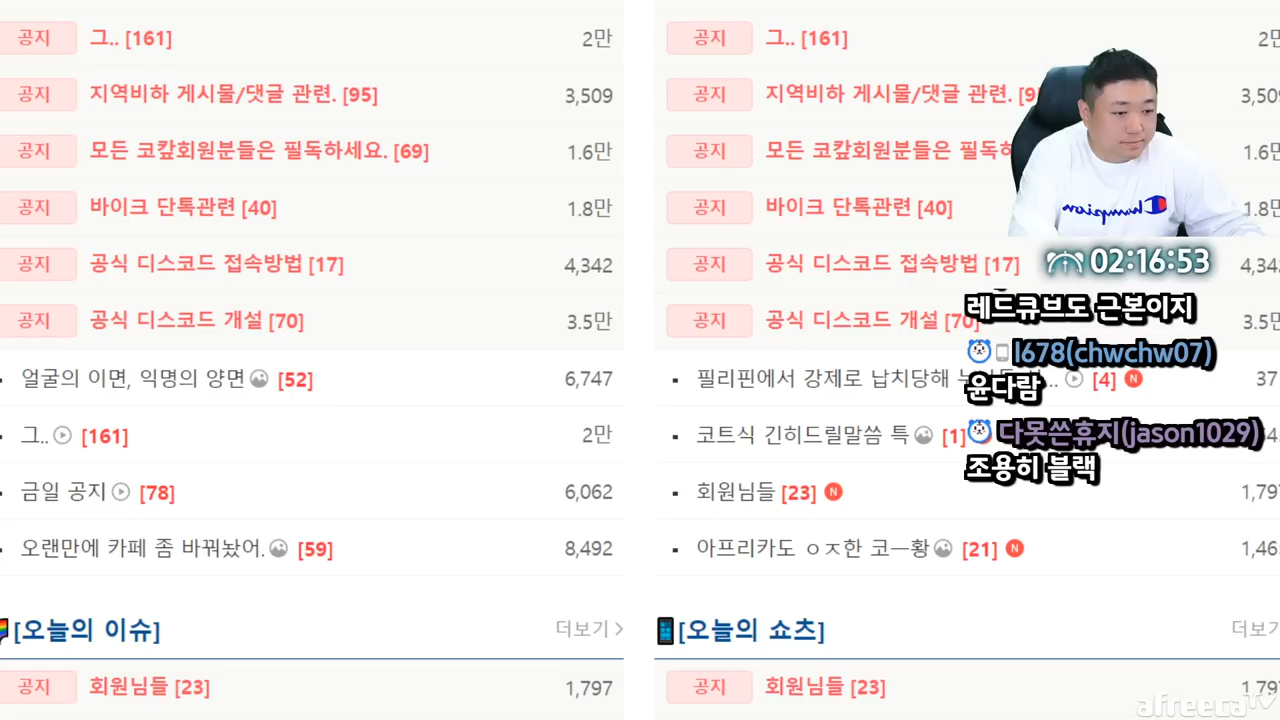 공지 그.. [161] 2만
공지 지역비하 게시물/댓글 관련. [95] 3,509
공지 모든 코캎회원분들은 필독하세요. [69] 1.6만
공지 바이크 단톡관련 [40] 1.8만
공지 공식 디스코드 접속방법 [17] 4,342
공지 공식 디스코드 개설 [70] 3.5만
얼굴의 이면, 익명의 양면 [52] 6,747
그.. [161] 2만
금일 공지 [78] 6,062
오랜만에 카페 좀 바꿔놨어. [59] 8,492
[오늘의 이슈] 더보기
공지 회원님들 [23] 1,797
공지 그.. [161]
공지 지역비하 게시물/댓글 관련.
공지 모든 코캎회원분들은
공지 바이크 단톡관련 [40]
공지 공식 디스코드 접속방법 [17]
공지 공식 디스코드 개설 [70]
필리핀에서 강제로 납치당해 [4] N 37
코트식 긴히드릴말씀 특 [1]
회원님들 [23] N
아프리카도 ㅇㅈ한 코ㅡ황 [21] N
[오늘의 쇼츠]
공지 회원님들 [23]
Champion
02:16:53
레드큐브도 근본이지
l678(chwchw07)
윤다람
다못쓴휴지(jason1029)
조용히 블랙
afreecaTV